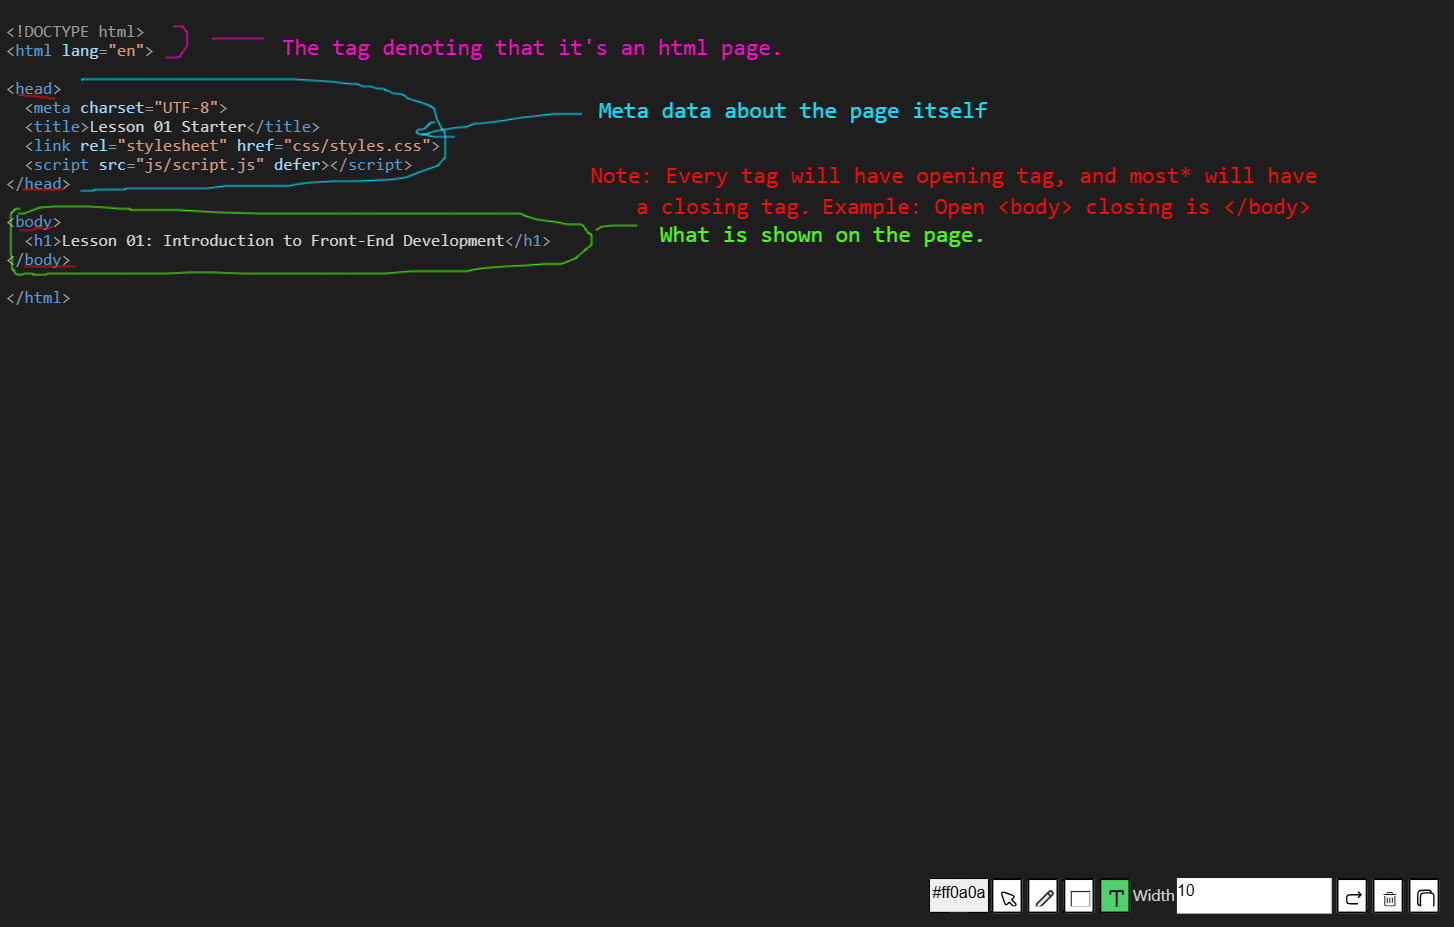 <!DOCTYPE html>
<html lang="en">
The tag denoting that it's an html page.
<head>
<meta charset="UTF-8">
Meta data about the page itself
<title>Lesson 01 Starter</title>
<link rel="stylesheet" href="css/styles.css">
<script src="js/script.js" defer></script>
</head>
Note: Every tag will have opening tag, and most* will have
a closing tag. Example: Open <body> closing is </body>
<body>
What is shown on the page.
<h1>Lesson 01: Introduction to Front-End Development</h1>
</body>
</html>
#ff0a0a T Width 10